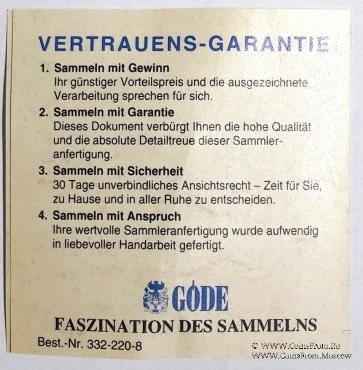 VERTRAUENS-GARANTIE
1. Sammeln mit Gewinn
Ihr günstiger Vorteilspreis und die ausgezeichnete
Verarbeitung sprechen für sich.
2. Sammeln mit Garantie
Dieses Dokument verbürgt Ihnen die hohe Qualität
und die absolute Detailtreue dieser Sammler-
anfertigung.
3. Sammeln mit Sicherheit
30 Tage unverbindliches Ansichtsrecht – Zeit für Sie,
zu Hause und in aller Ruhe zu entscheiden.
4. Sammeln mit Anspruch
Ihre wertvolle Sammleranfertigung wurde aufwendig
in liebevoller Handarbeit gefertigt.
GÖDE
FASZINATION DES SAMMELNS
Best.-Nr. 332-220-8
© www.CoinsFrom.Ru
© www.CoinsFrom.Moscow